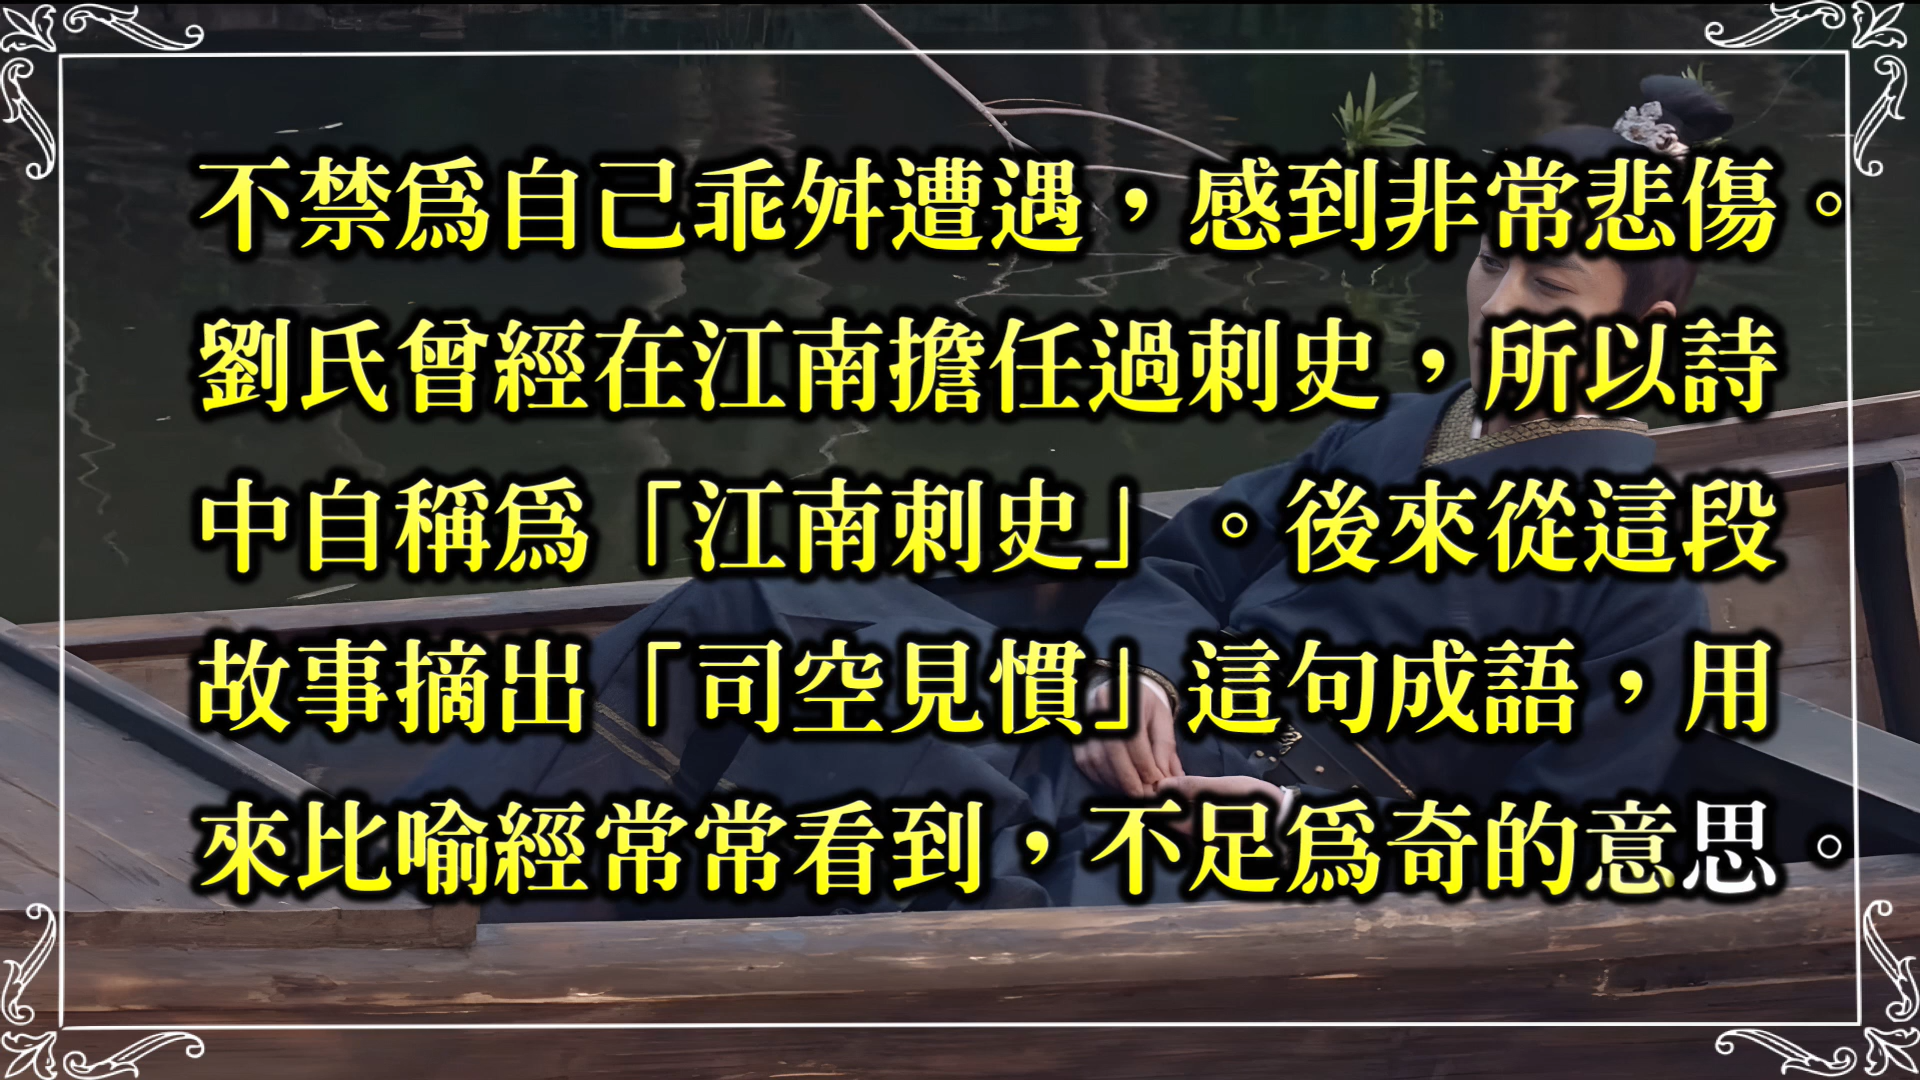 不禁爲自己乖舛遭遇，感到非常悲傷。
劉氏曾經在江南擔任過刺史，所以詩
中自稱爲「江南刺史」。後來從這段
故事摘出「司空見慣」這句成語，用
來比喻經常常看到，不足爲奇的意思。